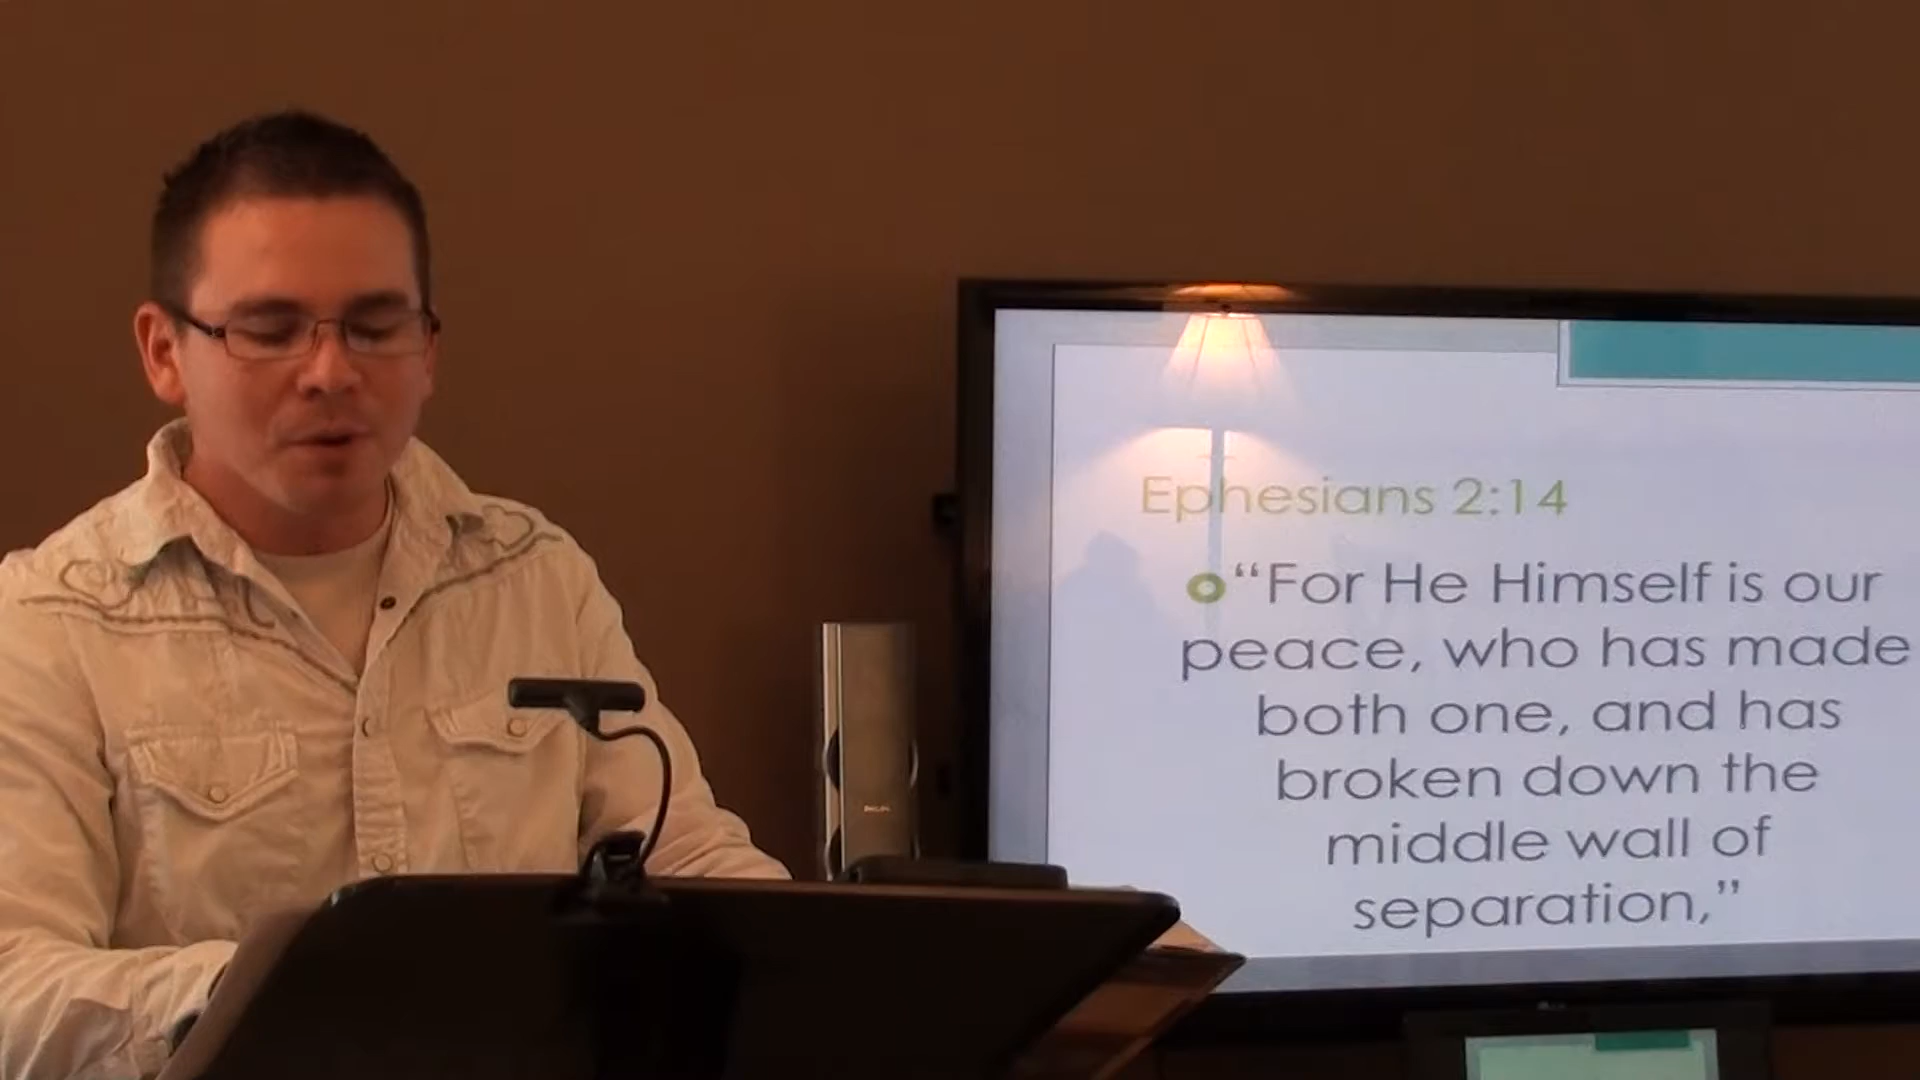 Ephesians 2:14
“For He Himself is our
peace, who has made
both one, and has
broken down the
middle wall of
separation,”
PHILIPS